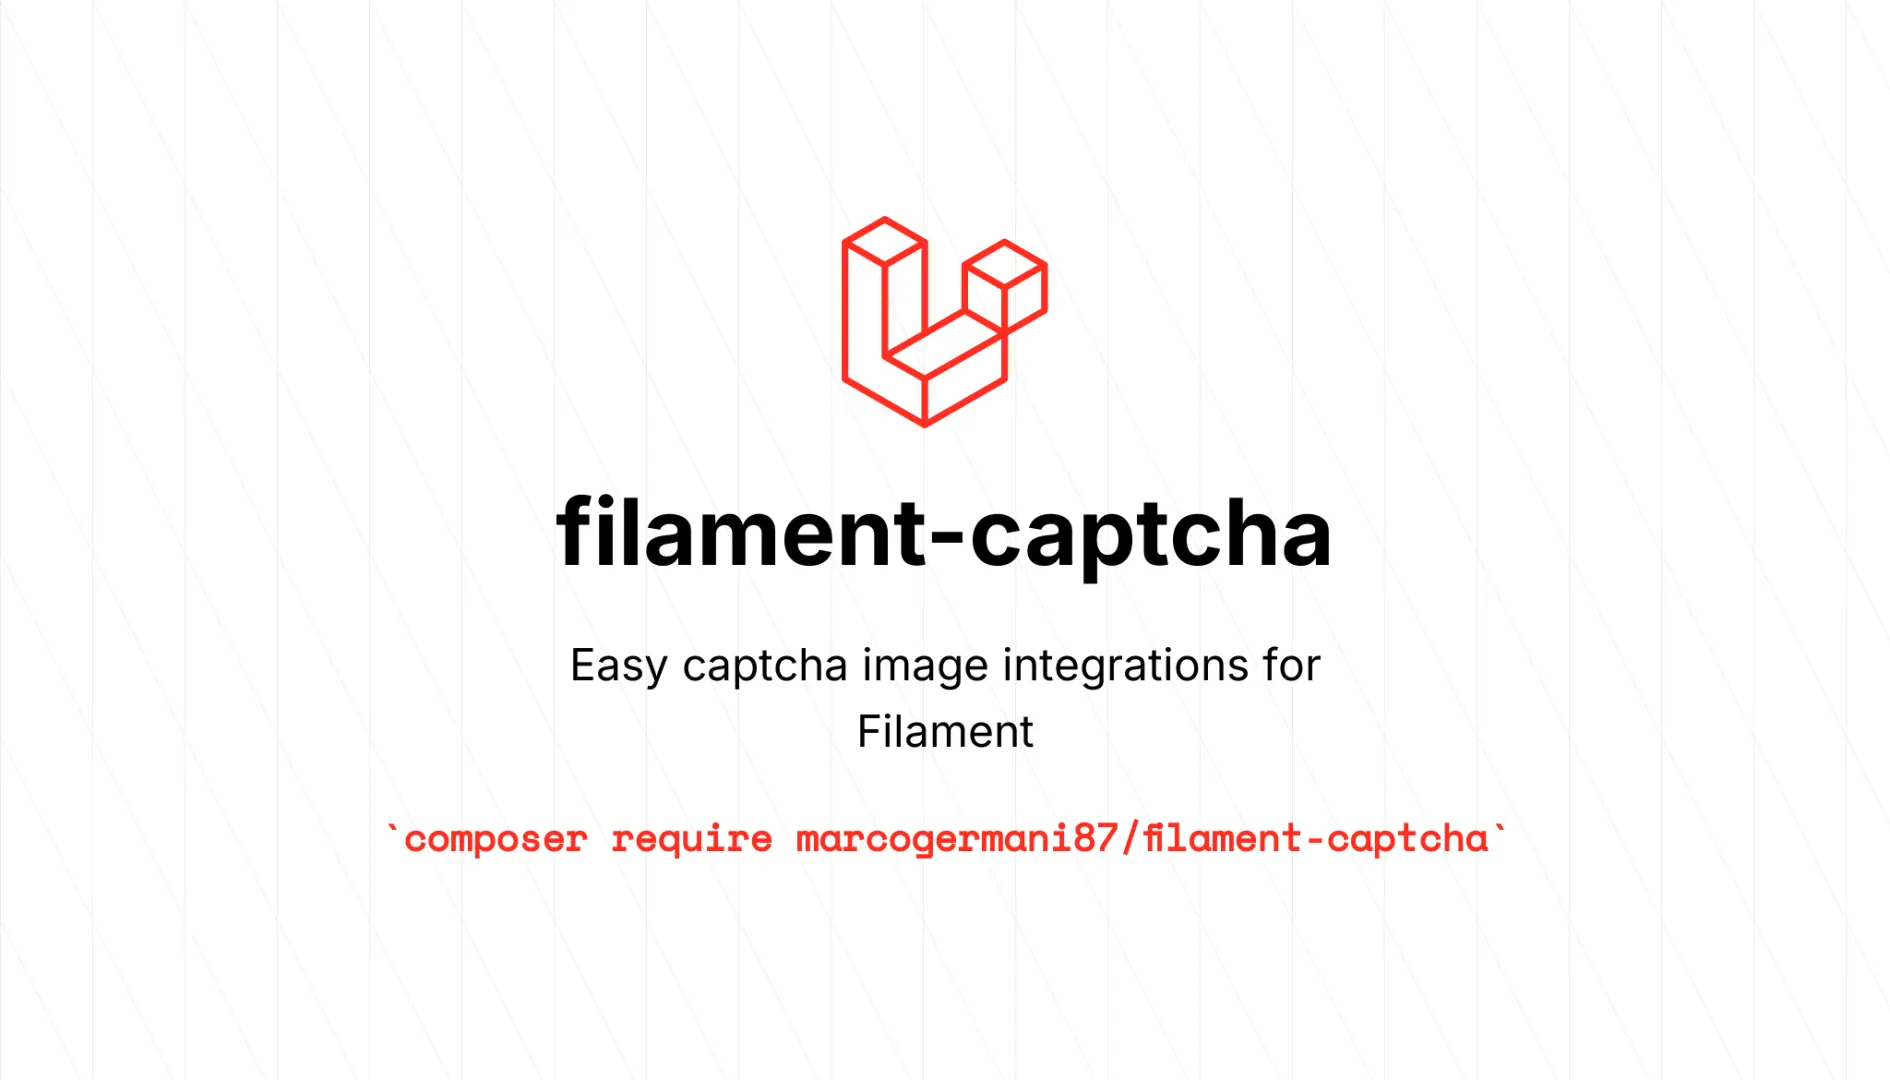 filament-captcha
Easy captcha image integrations for
Filament
`composer require marcogermani87/filament-captcha`